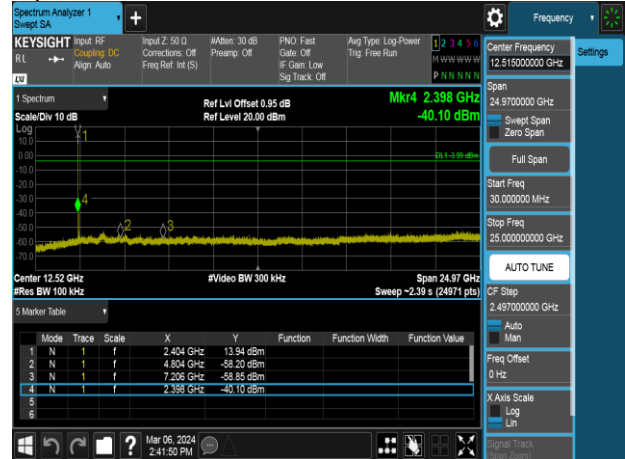 Spectrum Analyzer 1
Swept SA
Frequency
KEYSIGHT
RL
LXI
Input: RF
Coupling: DC
Align: Auto
Input Z: 50 Ω
Corrections: Off
Freq Ref: Int (S)
#Atten: 30 dB
Preamp: Off
PNO: Fast
Gate: Off
IF Gain: Low
Sig Track: Off
Avg Type: Log-Power
Trig: Free Run
1 2 3 4 5 6
M W W W W W
P N N N N N
1 Spectrum
Scale/Div 10 dB
Ref Lvl Offset 0.95 dB
Ref Level 20.00 dBm
Mkr4 2.398 GHz
-40.10 dBm
Log
10.0
0.00
-10.0
-20.0
-30.0
-40.0
-50.0
-60.0
-70.0
1
4
2
3
DL1 -3.99 dBm
Center 12.52 GHz
#Res BW 100 kHz
#Video BW 300 kHz
Span 24.97 GHz
Sweep ~2.39 s (24971 pts)
5 Marker Table
Mode Trace Scale X Y Function Function Width Function Value
1 N 1 f 2.404 GHz 13.94 dBm
2 N 1 f 4.804 GHz -58.20 dBm
3 N 1 f 7.206 GHz -58.85 dBm
4 N 1 f 2.398 GHz -40.10 dBm
5
6
Mar 06, 2024
2:41:50 PM
Center Frequency
12.515000000 GHz
Settings
Span
24.9700000 GHz
Swept Span
Zero Span
Full Span
Start Freq
30.000000 MHz
Stop Freq
25.000000000 GHz
AUTO TUNE
CF Step
2.497000000 GHz
Auto
Man
Freq Offset
0 Hz
X Axis Scale
Log
Lin
Signal Track
(Span Zoom)